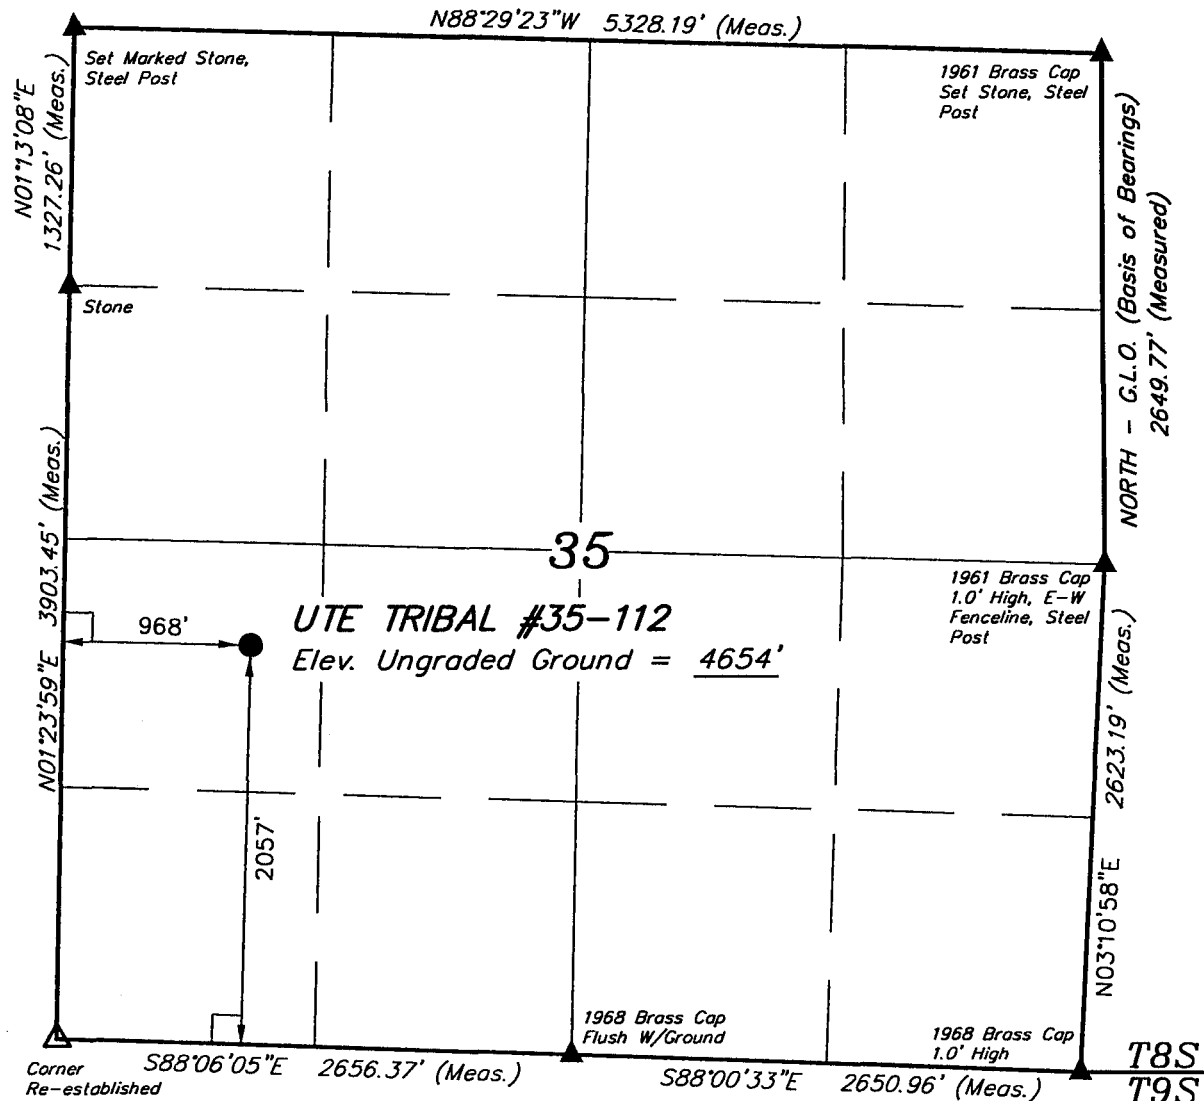 N88°29'23"W 5328.19' (Meas.)
Set Marked Stone,
Steel Post
1961 Brass Cap
Set Stone, Steel
Post
N01°13'08"E
1327.26' (Meas.)
NORTH - G.L.O. (Basis of Bearings)
2649.77' (Measured)
Stone
N01°23'59"E 3903.45' (Meas.)
35
1961 Brass Cap
1.0' High, E-W
Fenceline, Steel
Post
968'
UTE TRIBAL #35-112
Elev. Ungraded Ground = 4654'
2057'
N03°10'58"E 2623.19' (Meas.)
1968 Brass Cap
Flush W/Ground
1968 Brass Cap
1.0' High
Corner
Re-established
S88°06'05"E 2656.37' (Meas.)
S88°00'33"E 2650.96' (Meas.)
T8S
T9S